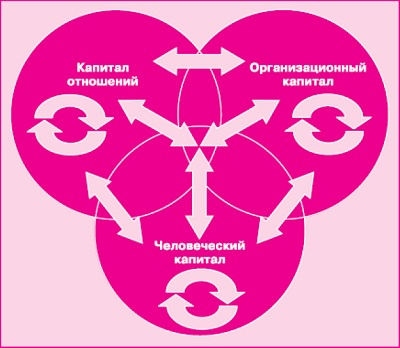 Капитал
отношений
Организационный
капитал
Человеческий
капитал